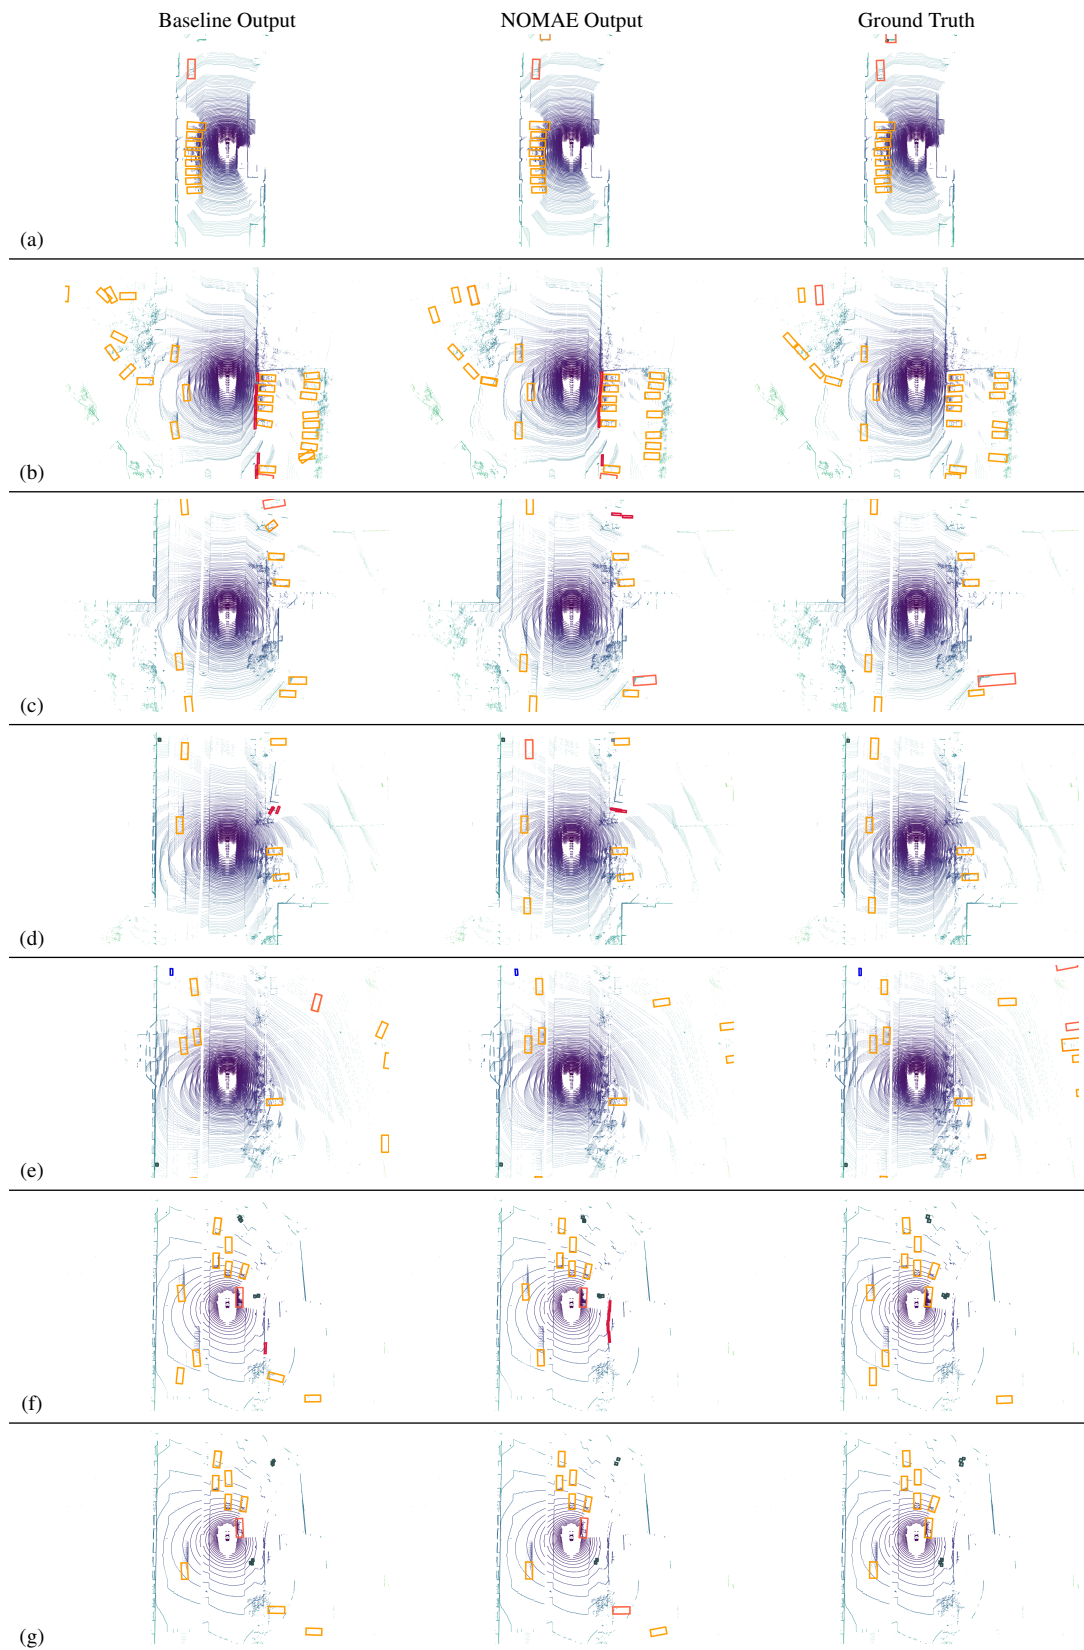 Baseline Output NOMAE Output Ground Truth
(a)
(b)
(c)
(d)
(e)
(f)
(g)